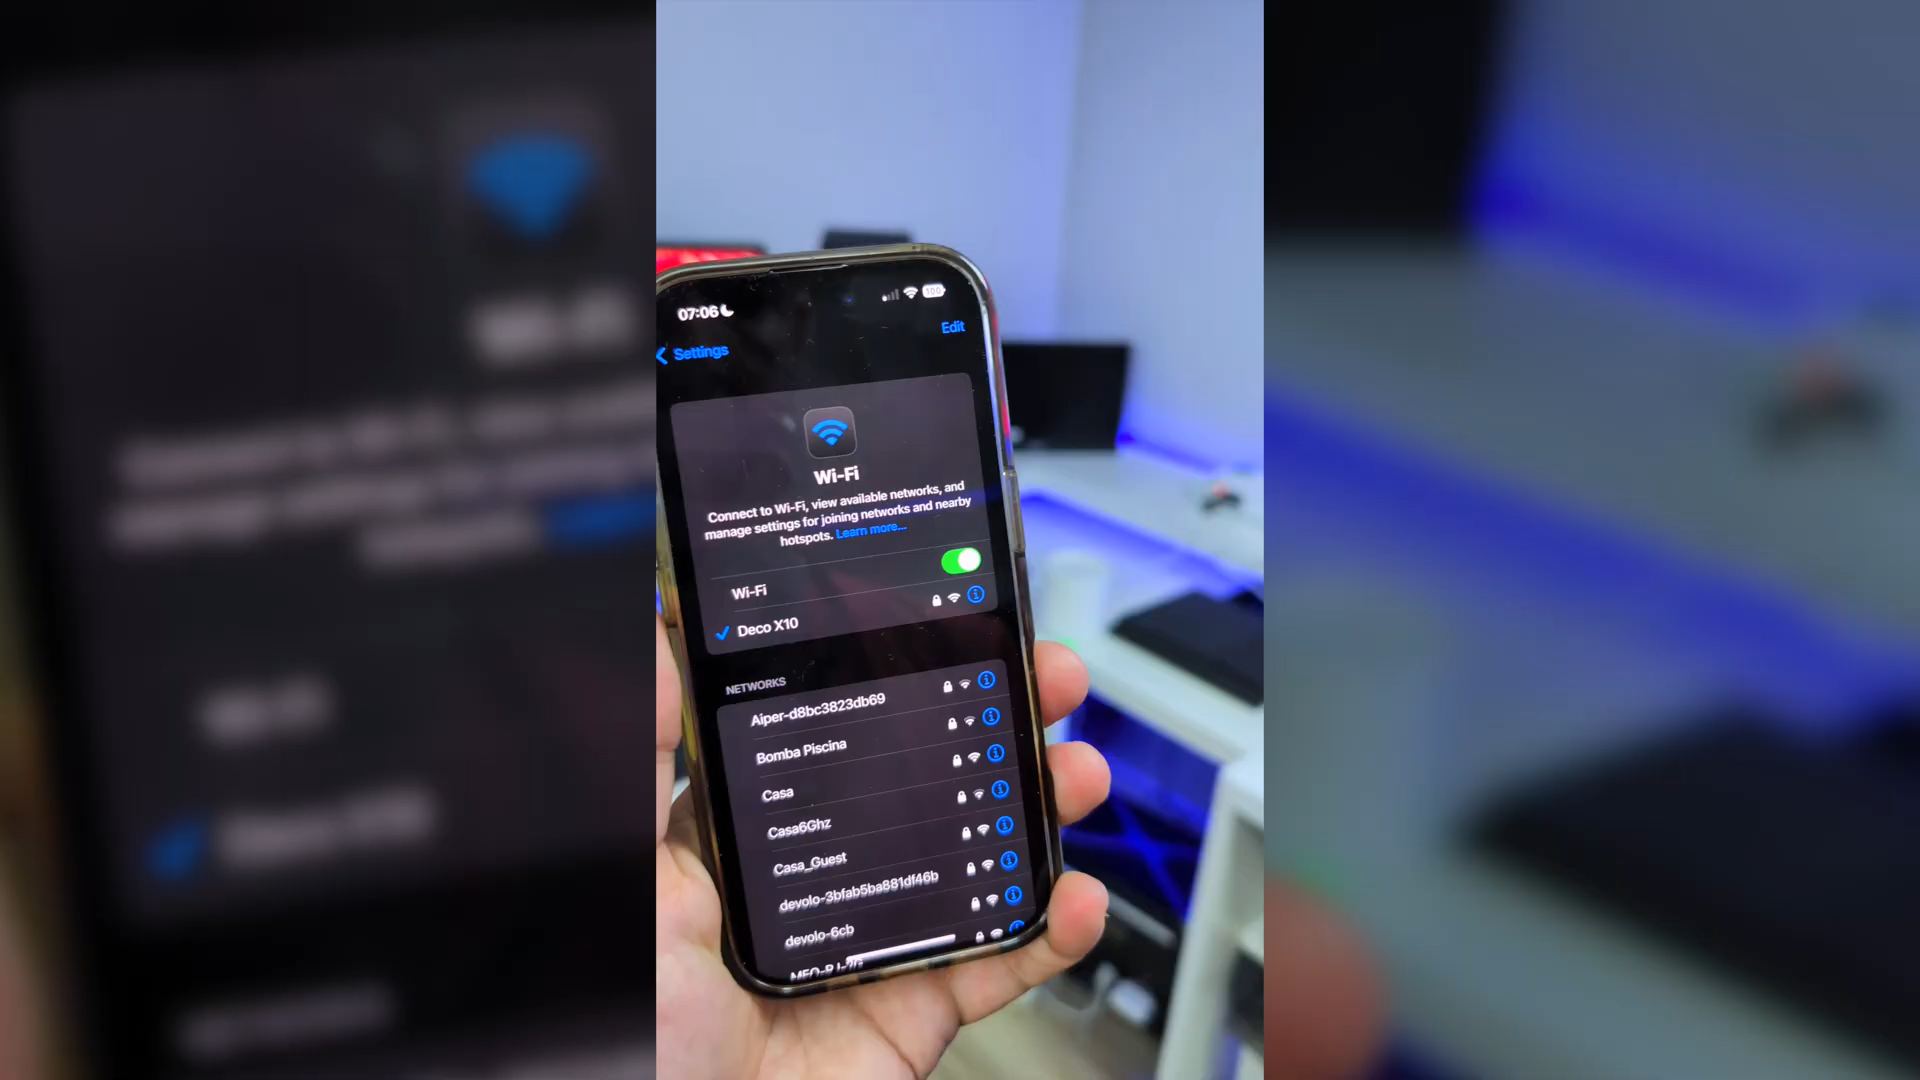 07:06
100
Edit
Settings
Wi-Fi
Connect to Wi-Fi, view available networks, and
manage settings for joining networks and nearby
hotspots. Learn more...
Wi-Fi
Deco X10
NETWORKS
Aiper-d8bc3823db69
Bomba Piscina
Casa
Casa6Ghz
Casa_Guest
devolo-3bfab5ba881df46b
devolo-6cb